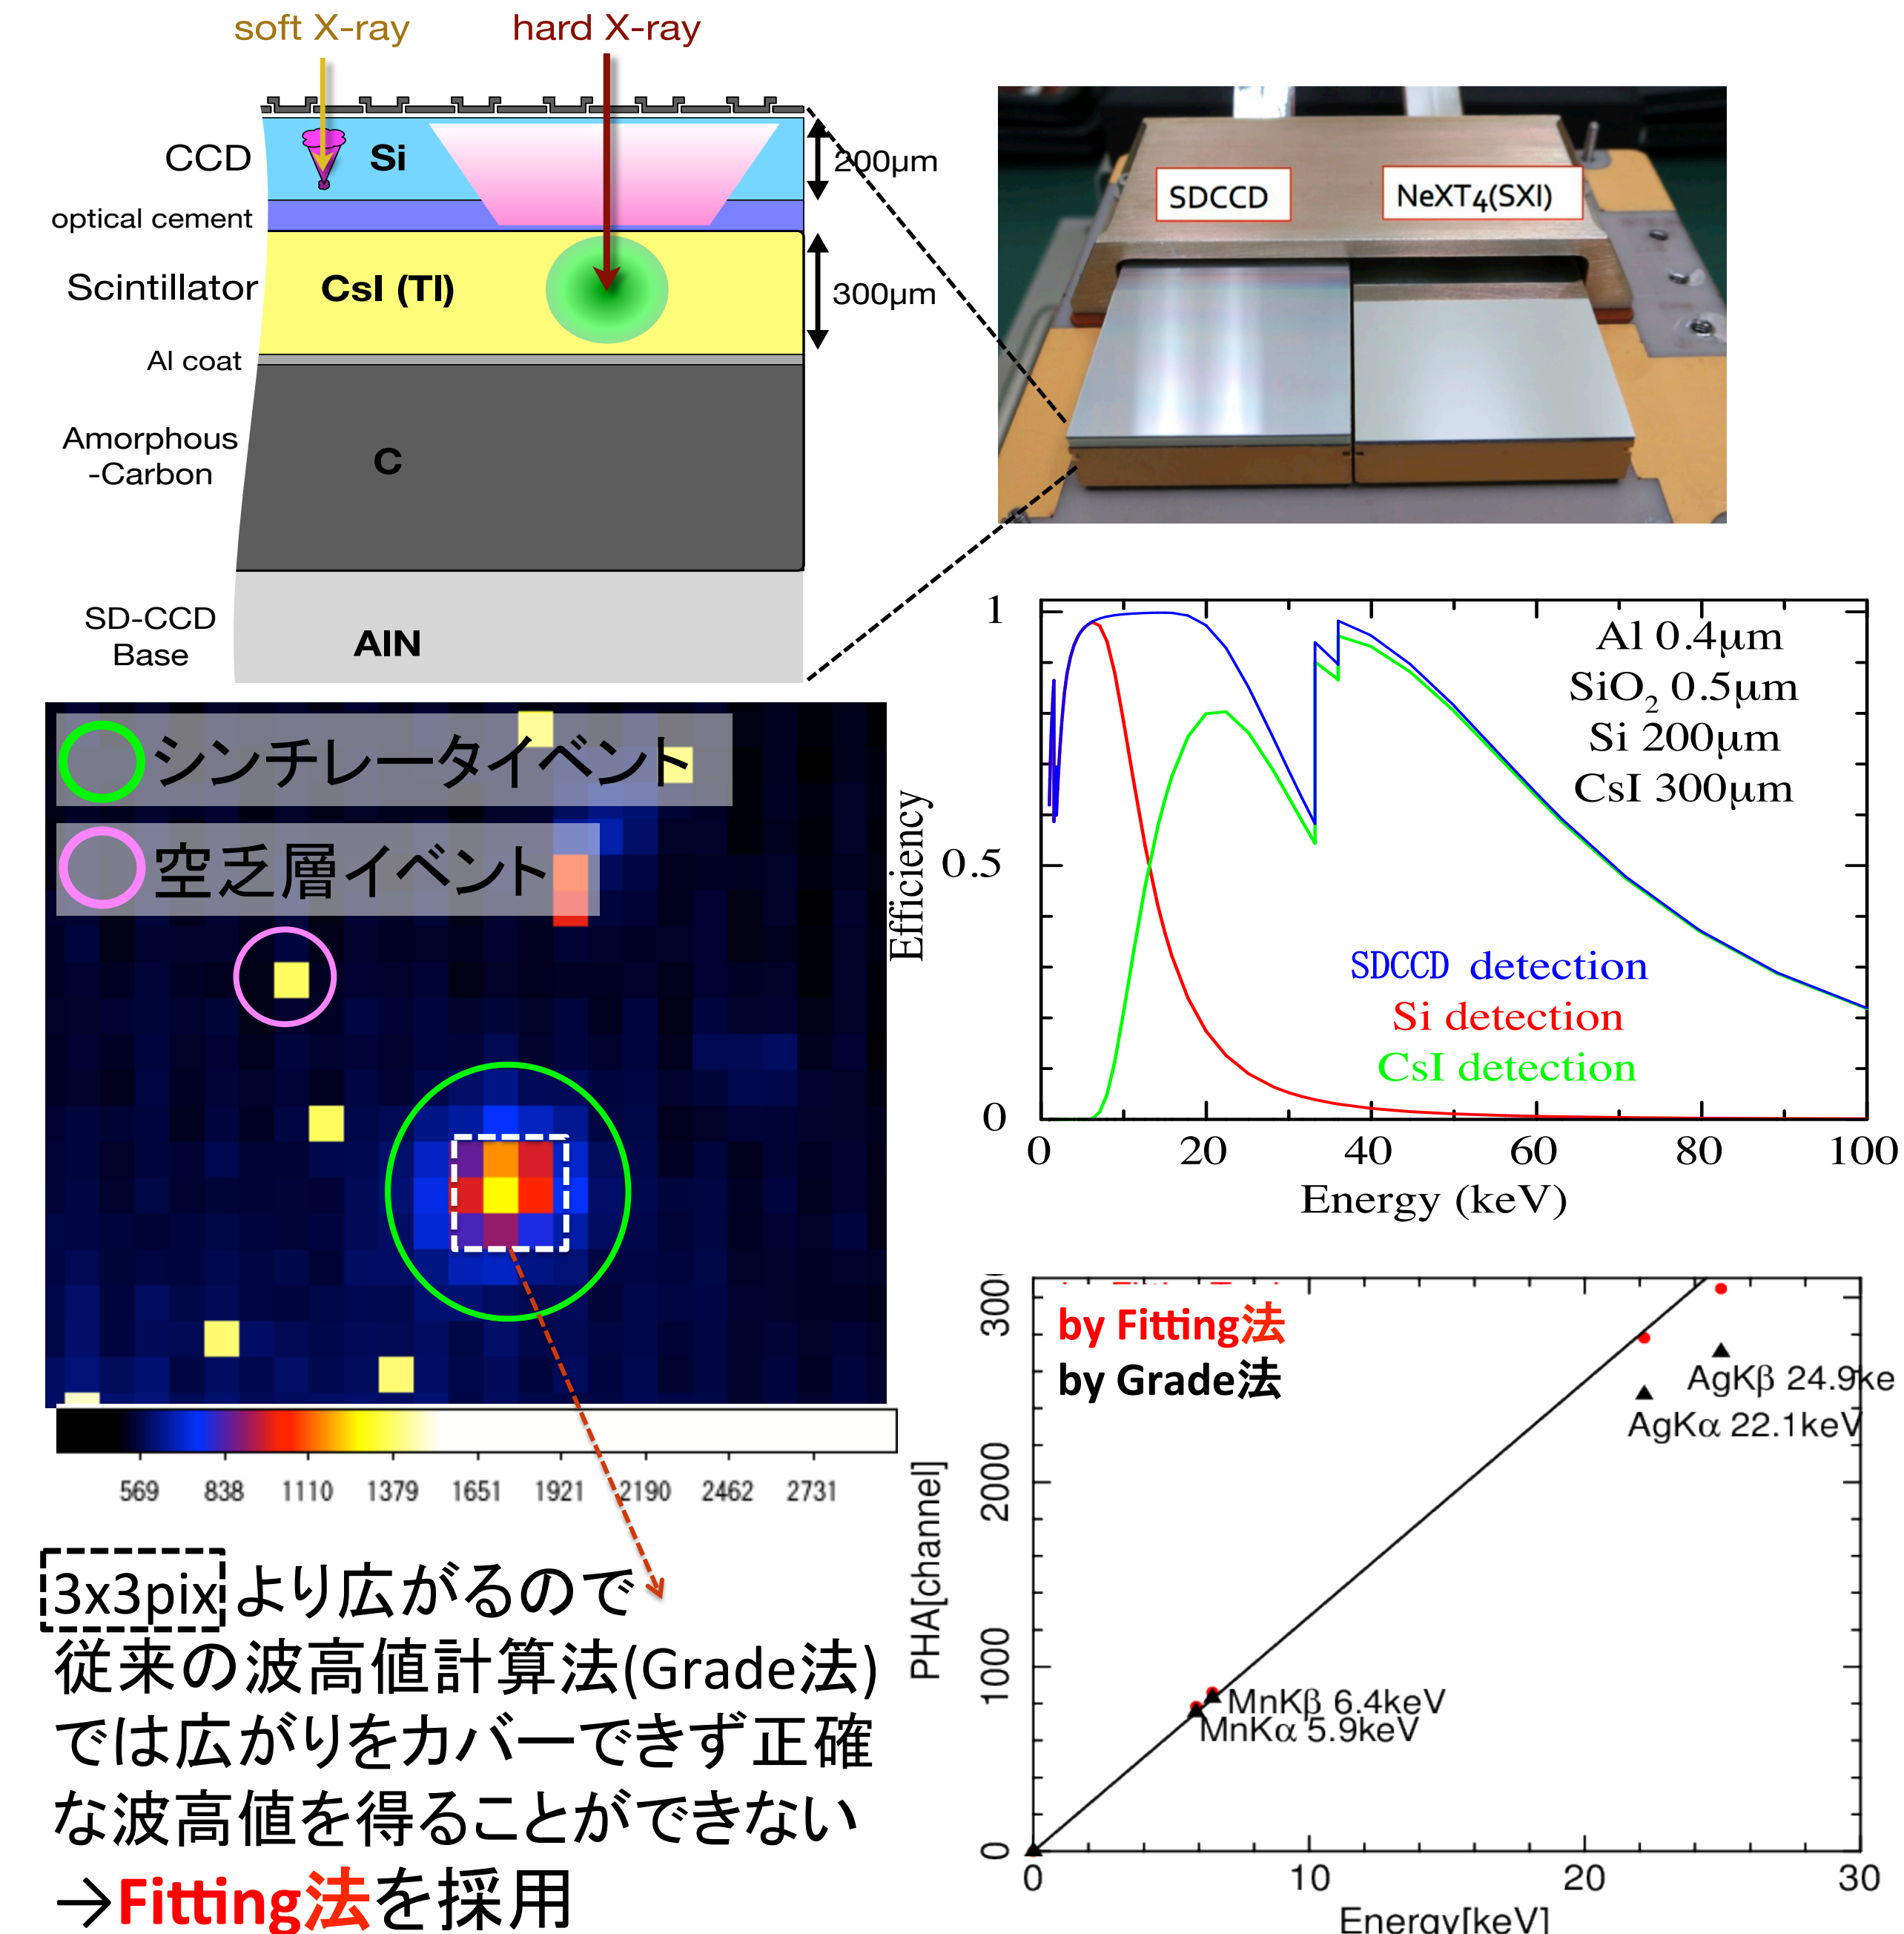 soft X-ray
hard X-ray
CCD
Si
200μm
optical cement
Scintillator
CsI (Tl)
300μm
Al coat
Amorphous
-Carbon
C
SD-CCD
Base
AlN
SDCCD
NeXT4(SXI)
シンチレータイベント
空乏層イベント
569 838 1110 1379 1651 1921 2190 2462 2731
3x3pix より広がるので
従来の波高値計算法(Grade法)
では広がりをカバーできず正確
な波高値を得ることができない
→Fitting法を採用
Efficiency
1
0.5
0
Al 0.4μm
SiO2 0.5μm
Si 200μm
CsI 300μm
SDCCD detection
Si detection
CsI detection
0 20 40 60 80 100
Energy (keV)
by Fitting法
by Grade法
PHA[channel]
300
2000
1000
0
AgKβ 24.9ke
AgKα 22.1keV
MnKβ 6.4keV
MnKα 5.9keV
0 10 20 30
Energy[keV]